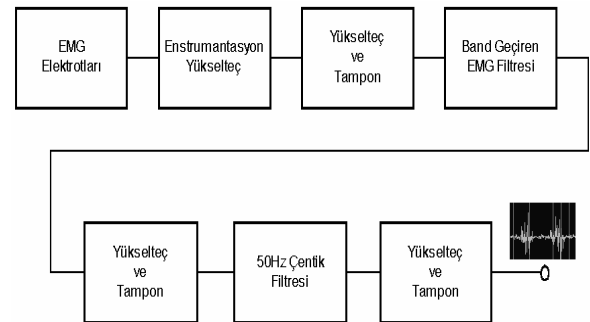 EMG
Elektrotları
Enstrumantasyon
Yükselteç
Yükselteç
ve
Tampon
Band Geçiren
EMG Filtresi
Yükselteç
ve
Tampon
50Hz Çentik
Filtresi
Yükselteç
ve
Tampon